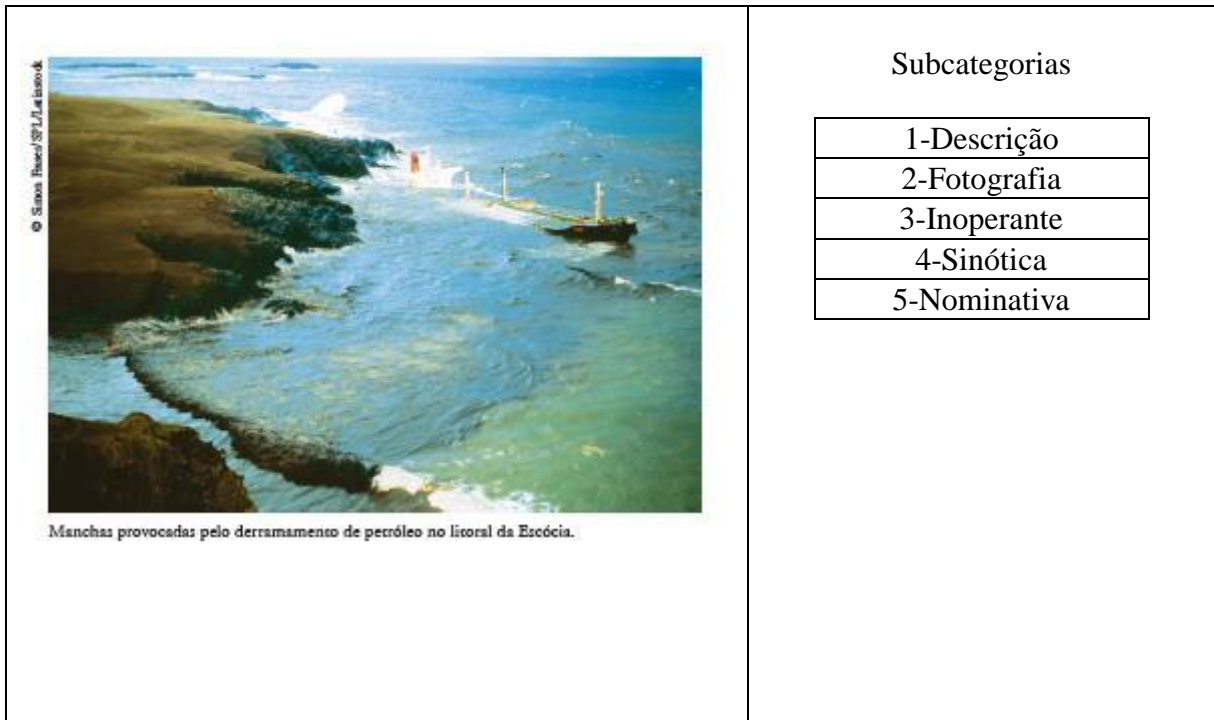 © Simon Fraser/SPL/Latinstock
Manchas provocadas pelo derramamento de petróleo no litoral da Escócia.
Subcategorias
1-Descrição
2-Fotografia
3-Inoperante
4-Sinótica
5-Nominativa